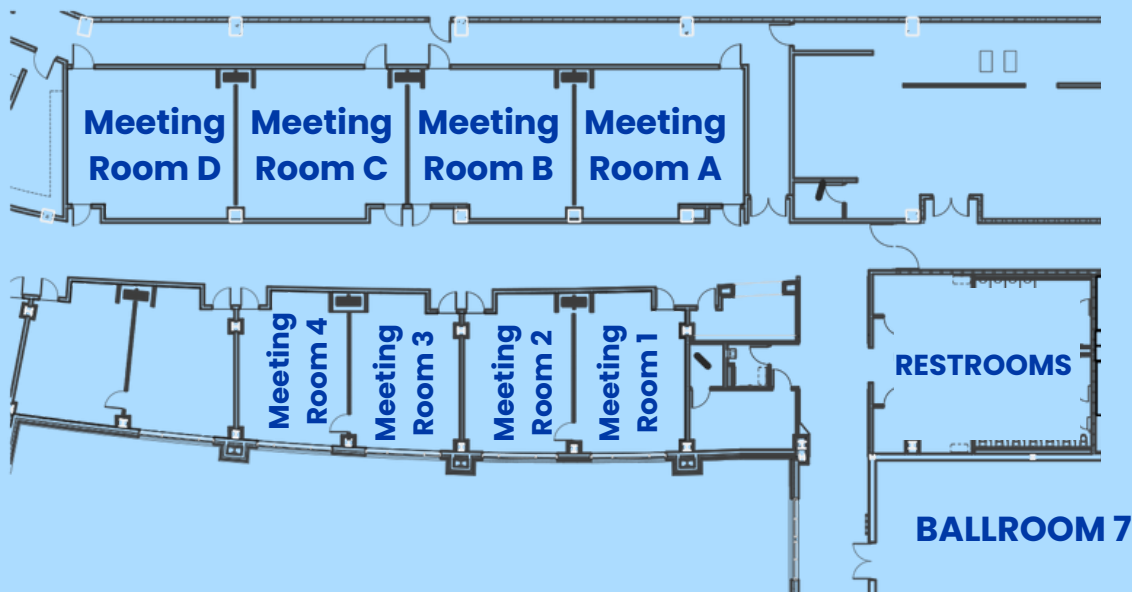 Meeting
Room D
Meeting
Room C
Meeting
Room B
Meeting
Room A
Meeting
Room 4
Meeting
Room 3
Meeting
Room 2
Meeting
Room 1
RESTROOMS
BALLROOM 7